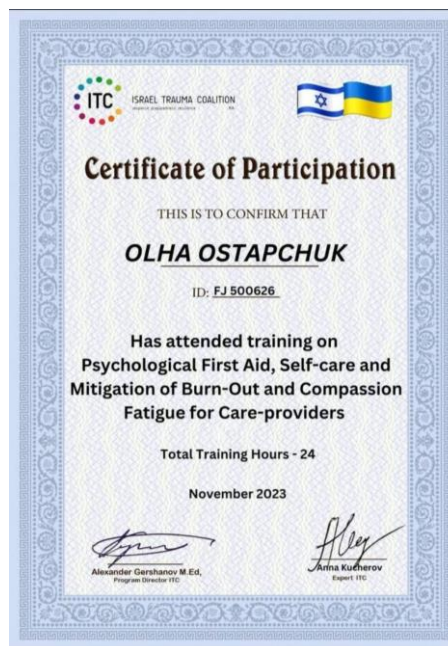 ITC
ISRAEL TRAUMA COALITION
Certificate of Participation
THIS IS TO CONFIRM THAT
OLHA OSTAPCHUK
ID: FJ 500626
Has attended training on
Psychological First Aid, Self-care and
Mitigation of Burn-Out and Compassion
Fatigue for Care-providers
Total Training Hours - 24
November 2023
Alexander Gershanov M.Ed,
Program Director ITC
Anna Kucherov
Expert ITC